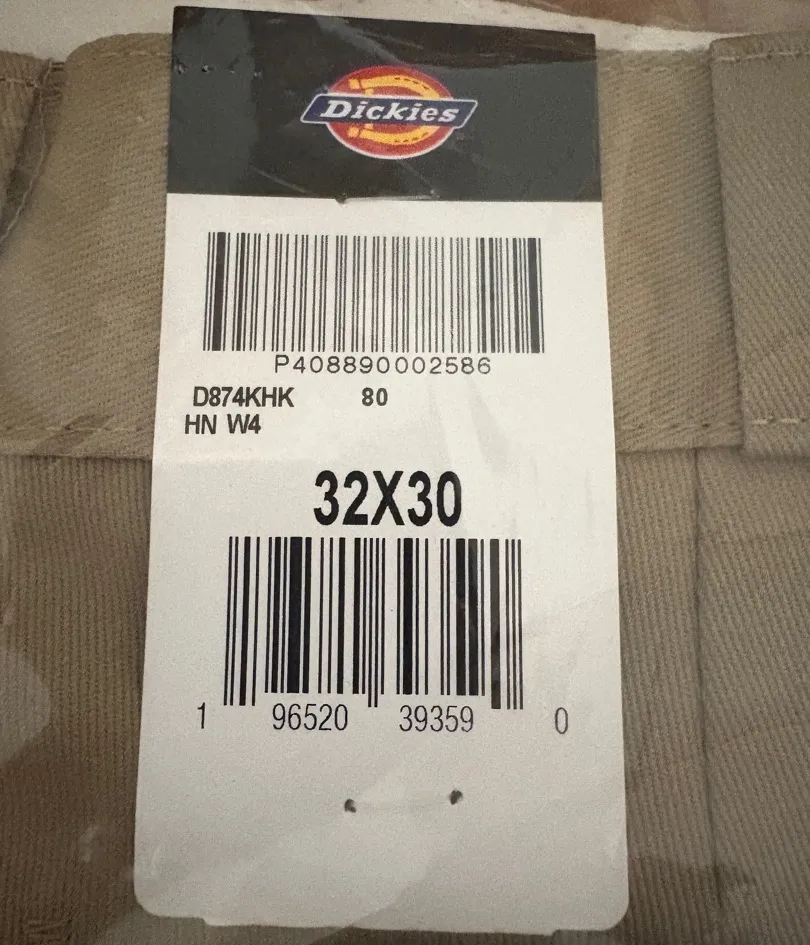 Dickies
P408890002586
D874KHK 80
HN W4
32X30
1 96520 39359 0